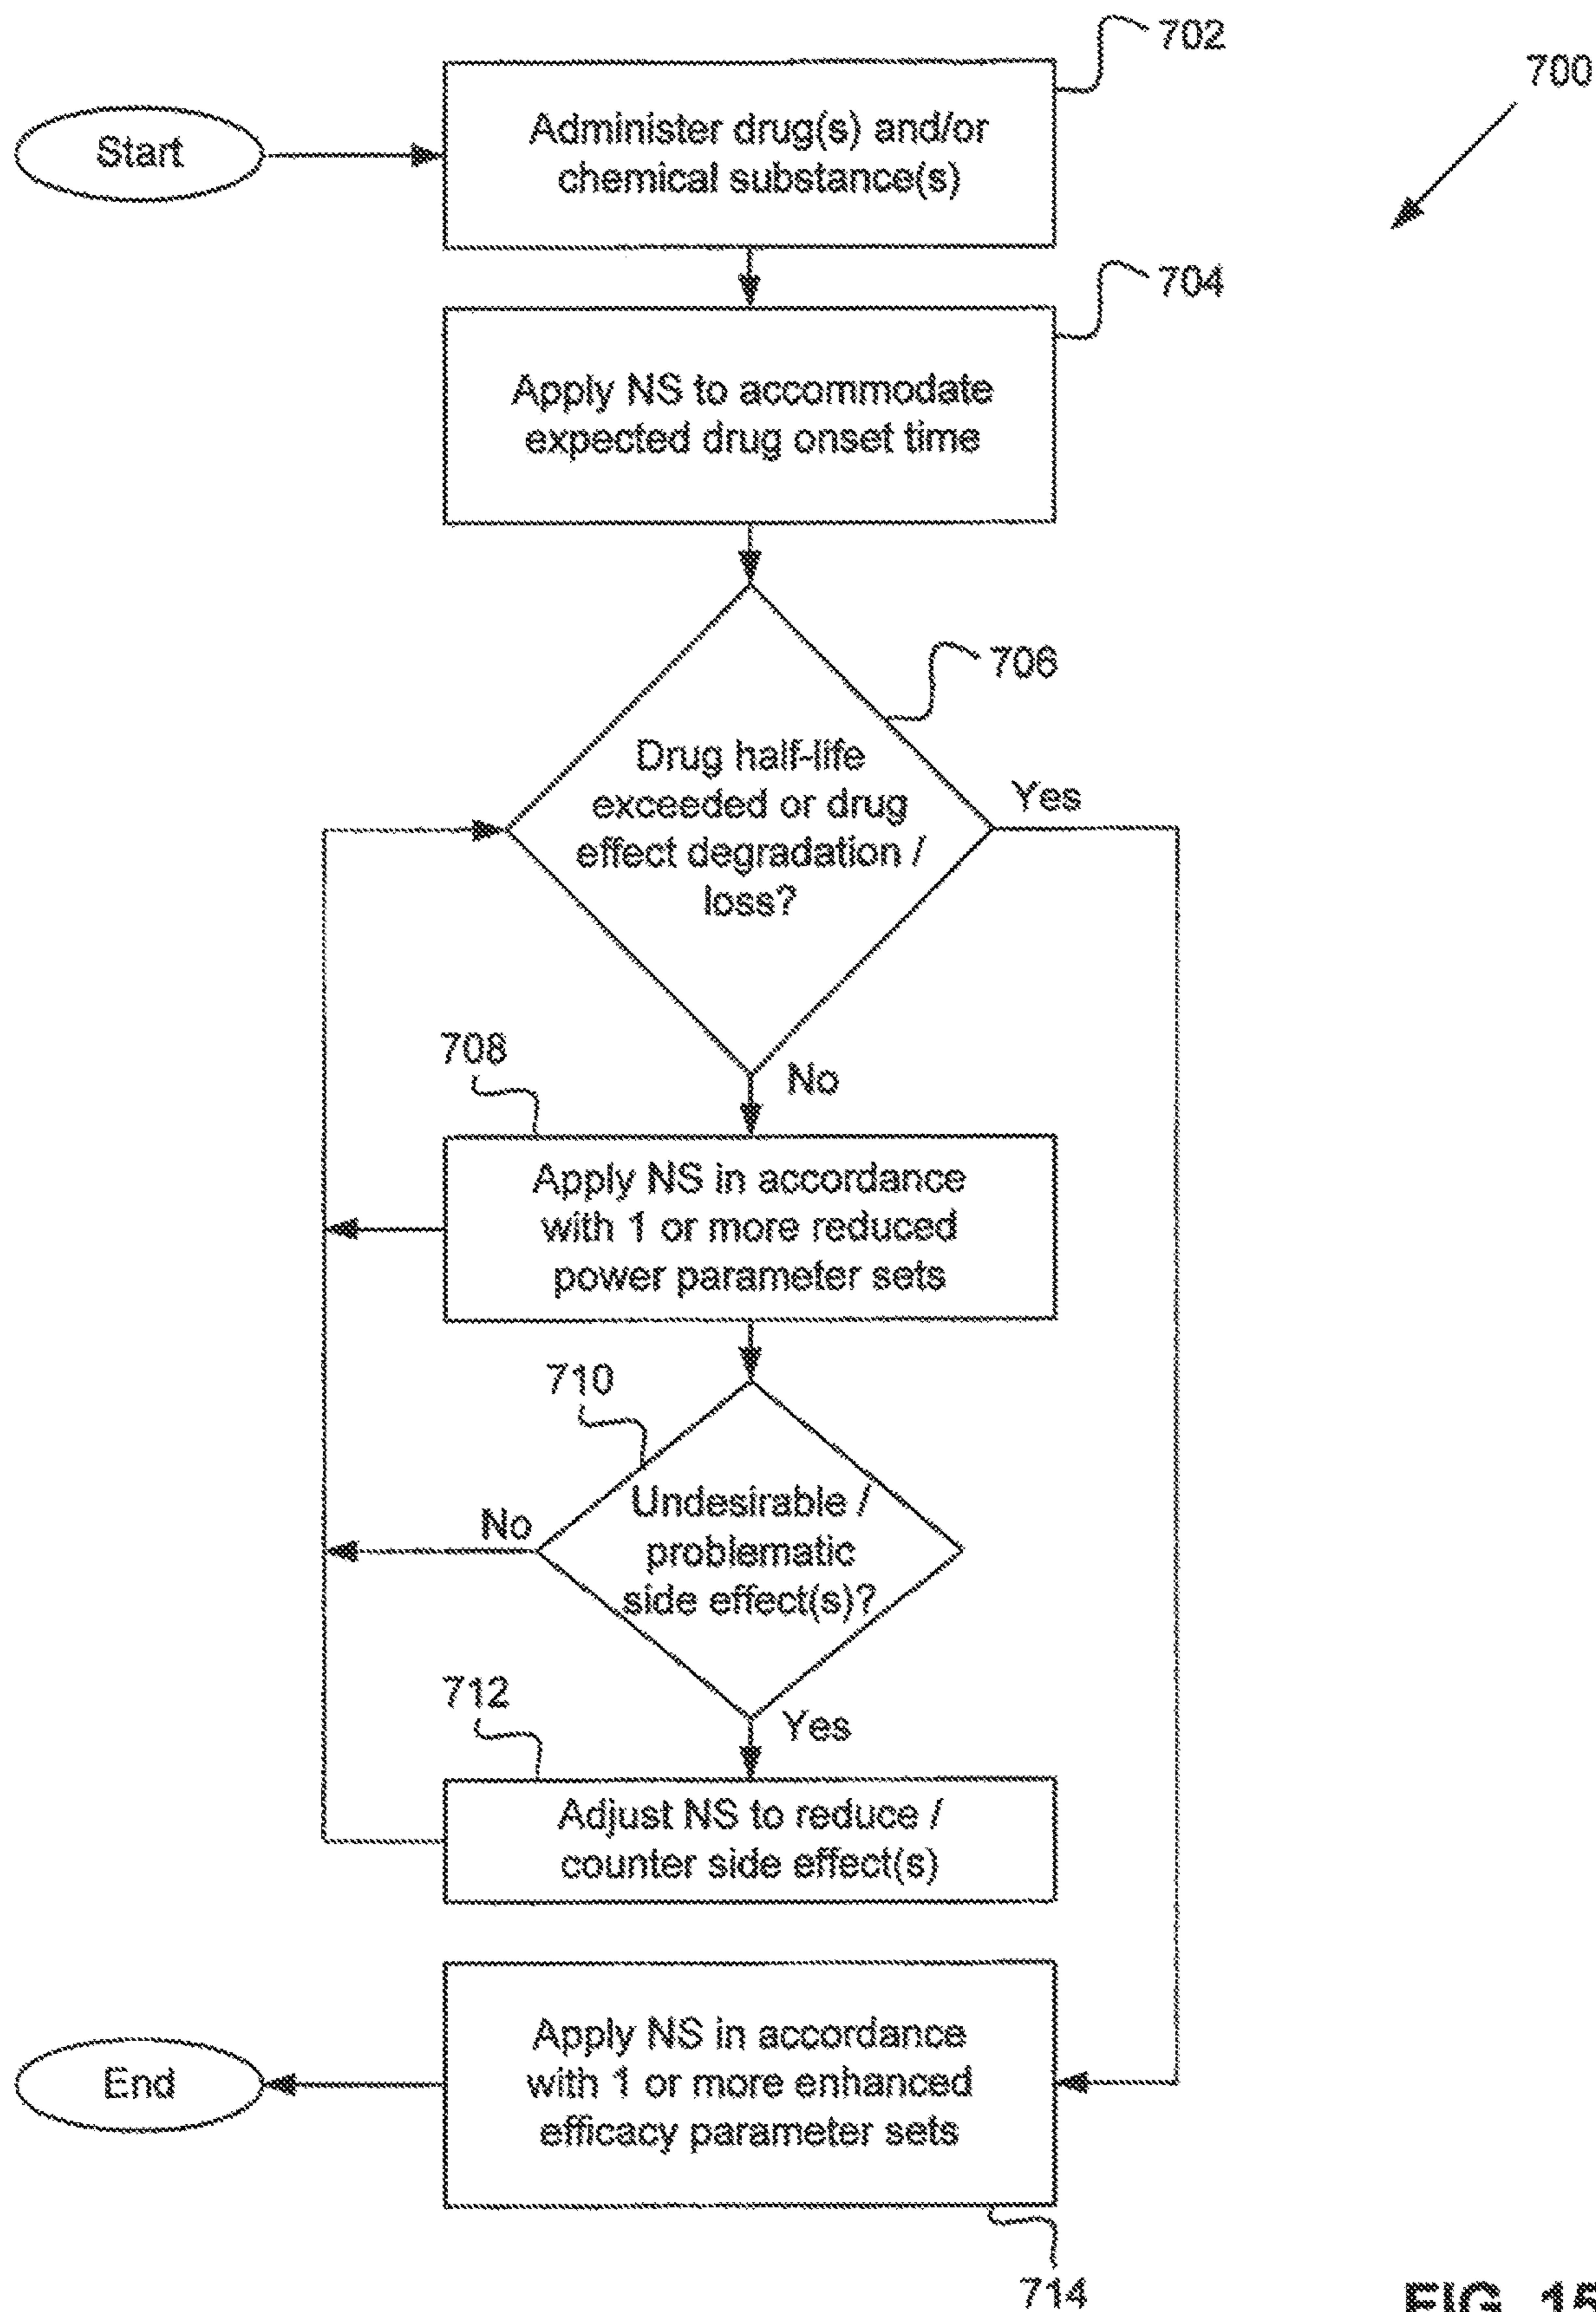 702
700
Start
Administer drug(s) and/or
chemical substance(s)
704
Apply NS to accommodate
expected drug onset time
706
Drug half-life
exceeded or drug
effect degradation /
loss?
Yes
No
708
Apply NS in accordance
with 1 or more reduced
power parameter sets
710
Undesirable /
problematic
side effect(s)?
No
Yes
712
Adjust NS to reduce /
counter side effect(s)
Apply NS in accordance
with 1 or more enhanced
efficacy parameter sets
End
714
FIG. 15